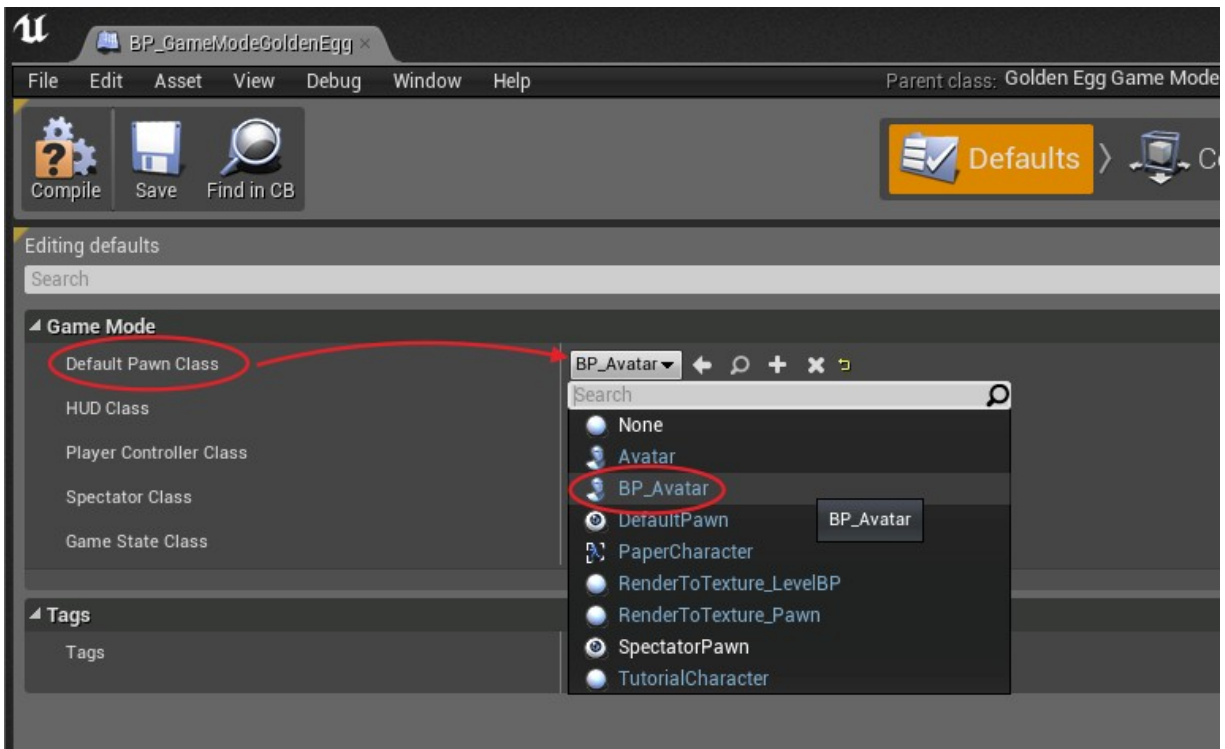 BP_GameModeGoldenEgg
File Edit Asset View Debug Window Help
Parent class: Golden Egg Game Mode
Compile
Save
Find in CB
Defaults
Editing defaults
Search
Game Mode
Default Pawn Class
BP_Avatar
HUD Class
Player Controller Class
Spectator Class
Game State Class
Search
None
Avatar
BP_Avatar
DefaultPawn
BP_Avatar
PaperCharacter
RenderToTexture_LevelBP
RenderToTexture_Pawn
SpectatorPawn
TutorialCharacter
Tags
Tags